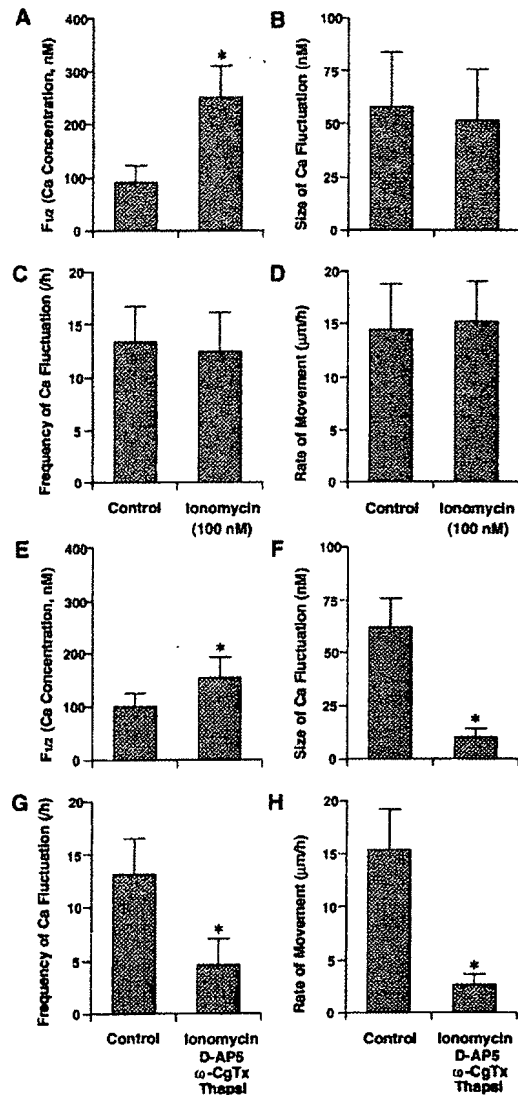 A
F1/2 (Ca Concentration, nM)
400
300
200
100
0
*
B
Size of Ca Fluctuation (nM)
100
75
50
25
0
C
Frequency of Ca Fluctuation (/h)
20
15
10
5
0
Control
Ionomycin
(100 nM)
D
Rate of Movement (μm/h)
20
15
10
5
0
Control
Ionomycin
(100 nM)
E
F1/2 (Ca Concentration, nM)
400
300
200
100
0
*
F
Size of Ca Fluctuation (nM)
100
75
50
25
0
*
G
Frequency of Ca Fluctuation (/h)
20
15
10
5
0
*
Control
Ionomycin
D-AP5
ω-CgTx
Thapsi
H
Rate of Movement (μm/h)
20
15
10
5
0
*
Control
Ionomycin
D-AP5
ω-CgTx
Thapsi